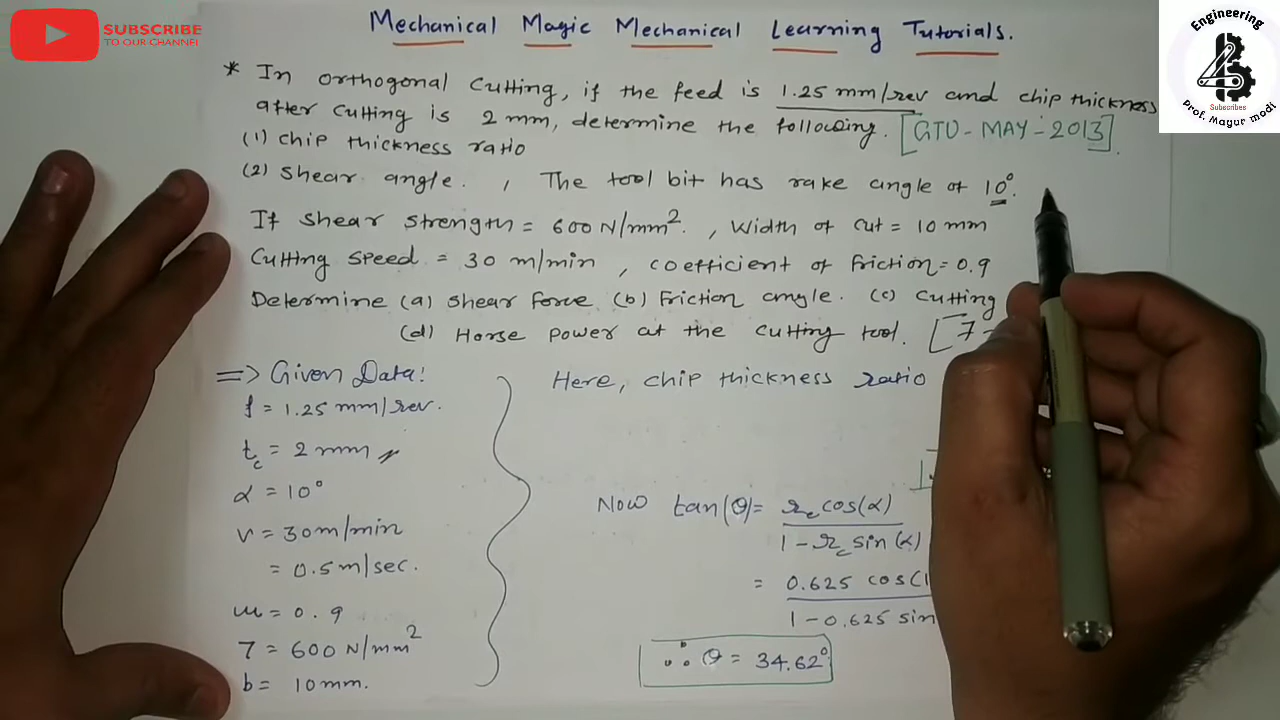 SUBSCRIBE
TO OUR CHANNEL
Mechanical Magic Mechanical Learning Tutorials.
Engineering
Subscribes
Prof. Mayur modi
* In orthogonal cutting, if the feed is 1.25 mm/rev and chip thickness
after cutting is 2 mm, determine the following. [GTU - MAY - 2013].
(1) chip thickness ratio
(2) shear angle. , The tool bit has rake angle of 10°.
If shear strength = 600 N/mm². , width of cut = 10 mm
Cutting speed = 30 m/min , coefficient of friction = 0.9
Determine (a) shear force (b) friction angle. (c) cutting
(d) Horse power at the cutting tool. [7
=> Given Data:
f = 1.25 mm/rev.
tc = 2 mm
α = 10°
v = 30 m/min
= 0.5 m/sec.
μ = 0.9
τ = 600 N/mm²
b = 10 mm.
Here, chip thickness ratio
Now tan(θ) = rc cos(α)
1 - rc sin(α)
= 0.625 cos(1
1 - 0.625 sin
∴ θ = 34.62°